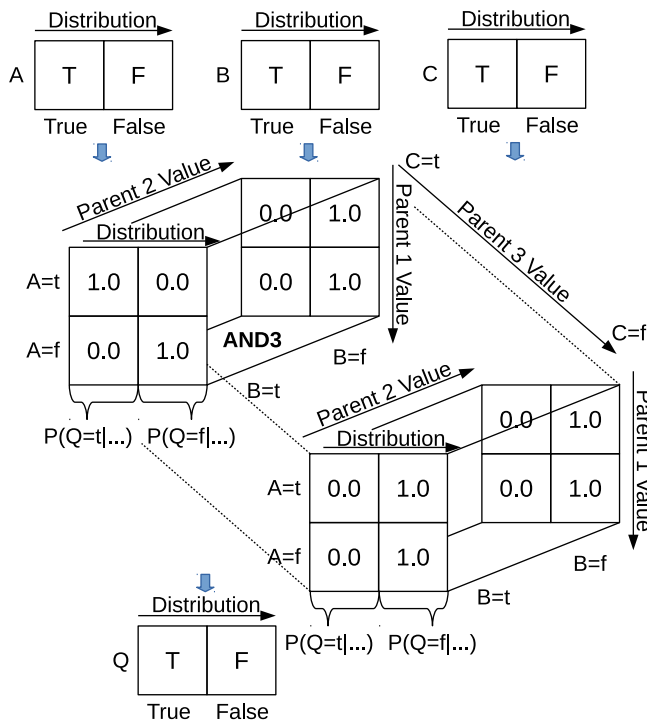 Distribution Distribution Distribution
A T F B T F C T F
True False True False True False
C=t
Parent 2 Value
0.0 1.0
Parent 1 Value
Distribution
Parent 3 Value
A=t 1.0 0.0
0.0 1.0
C=f
A=f 0.0 1.0
AND3
B=f
B=t
Parent 2 Value
P(Q=t|...) P(Q=f|...)
0.0 1.0
Parent 1 Value
Distribution
A=t 0.0 1.0
0.0 1.0
A=f 0.0 1.0
B=f
B=t
Distribution
P(Q=t|...) P(Q=f|...)
Q T F
True False